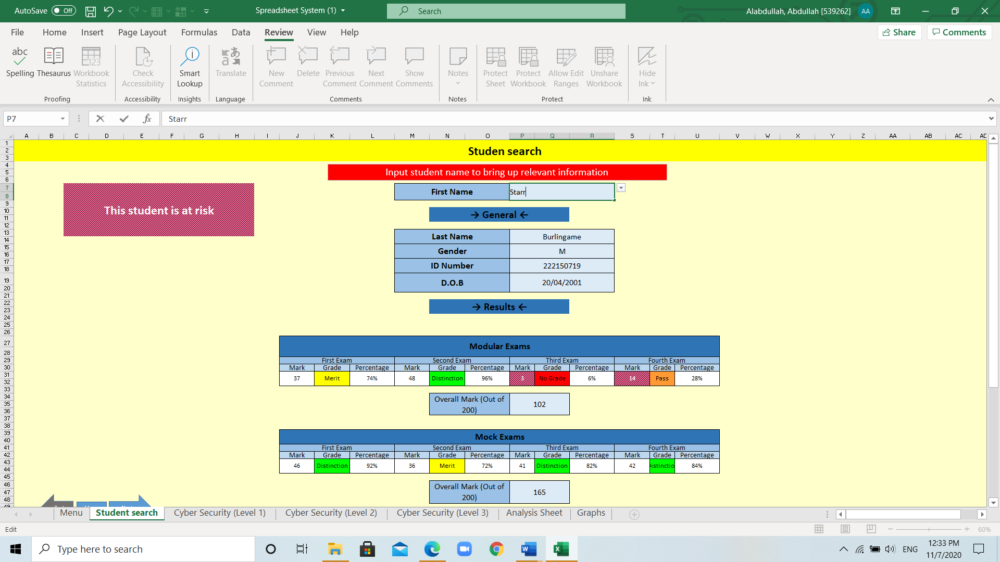 AutoSave Off Spreadsheet System (1) Search Alabdullah, Abdullah [539262] AA
File Home Insert Page Layout Formulas Data Review View Help Share Comments
abc
Spelling Thesaurus Workbook Statistics Check Accessibility Smart Lookup Translate New Comment Delete Previous Comment Next Comment Show Comments Notes Protect Sheet Protect Workbook Allow Edit Ranges Unshare Workbook Hide Ink
Proofing Accessibility Insights Language Comments Notes Protect Ink
P7 fx Starr
A B C D E F G H I J K L M N O P Q R S T U V W X Y Z AA AB AC
1
2
3
4
5
6
7
8
9
10
11
12
13
14
15
16
17
18
19
20
21
22
23
24
25
26
27
28
29
30
31
32
33
34
35
36
37
38
39
40
41
42
43
44
45
46
47
48
Studen search
Input student name to bring up relevant information
First Name Starr
This student is at risk
→ General ←
Last Name Burlingame
Gender M
ID Number 222150719
D.O.B 20/04/2001
→ Results ←
Modular Exams
First Exam Second Exam Third Exam Fourth Exam
Mark Grade Percentage Mark Grade Percentage Mark Grade Percentage Mark Grade Percentage
37 Merit 74% 48 Distinction 96% 3 No Grade 6% 14 Pass 28%
Overall Mark (Out of
200) 102
Mock Exams
First Exam Second Exam Third Exam Fourth Exam
Mark Grade Percentage Mark Grade Percentage Mark Grade Percentage Mark Grade Percentage
46 Distinction 92% 36 Merit 72% 41 Distinction 82% 42 istinctio 84%
Overall Mark (Out of
200) 165
Menu Student search Cyber Security (Level 1) Cyber Security (Level 2) Cyber Security (Level 3) Analysis Sheet Graphs
Edit 60%
Type here to search ENG 12:33 PM
11/7/2020